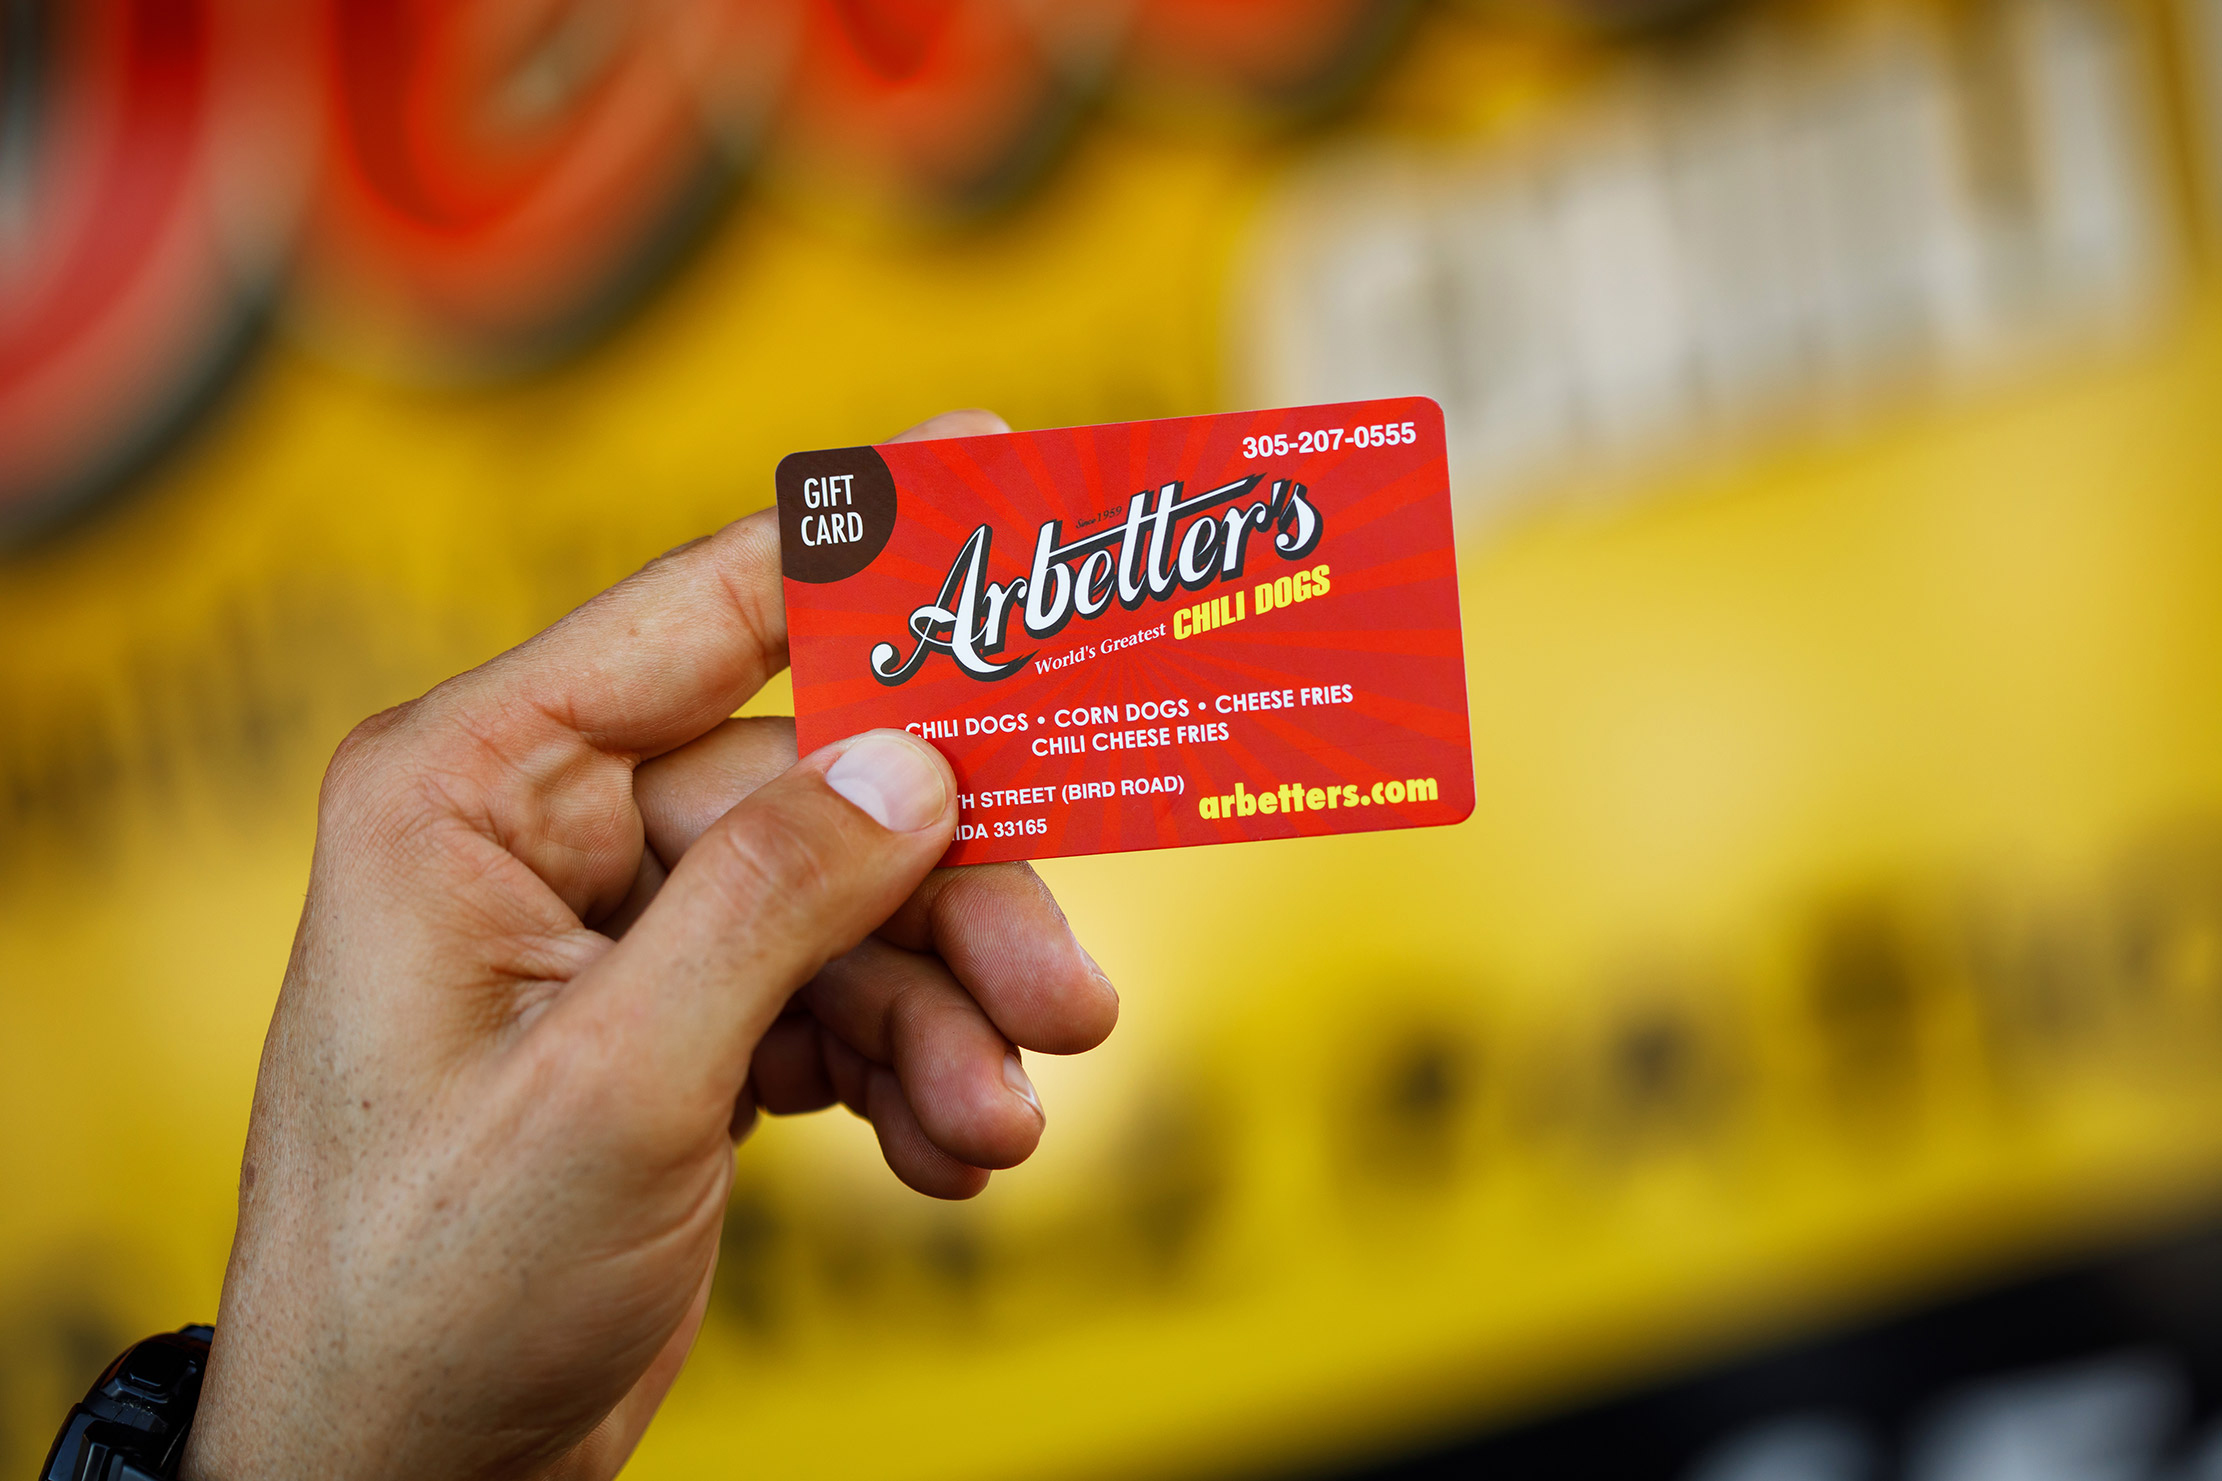 GIFT
CARD
305-207-0555
Since 1959
Arbetter's
World's Greatest CHILI DOGS
CHILI DOGS • CORN DOGS • CHEESE FRIES
CHILI CHEESE FRIES
STREET (BIRD ROAD)
33165
arbetters.com